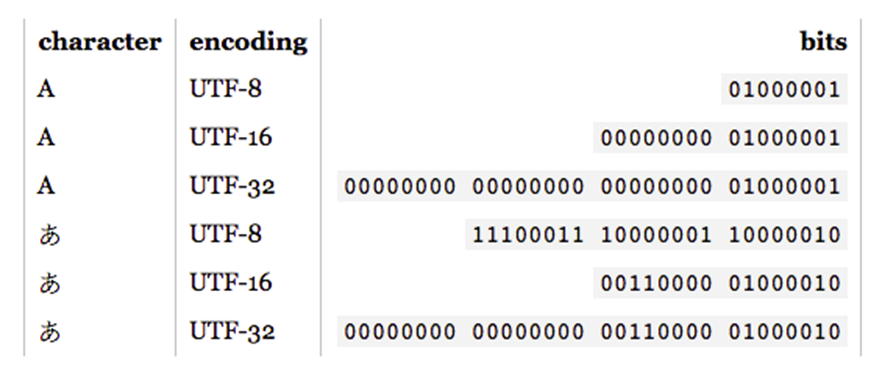 character encoding bits
A UTF-8 01000001
A UTF-16 00000000 01000001
A UTF-32 00000000 00000000 00000000 01000001
あ UTF-8 11100011 10000001 10000010
あ UTF-16 00110000 01000010
あ UTF-32 00000000 00000000 00110000 01000010